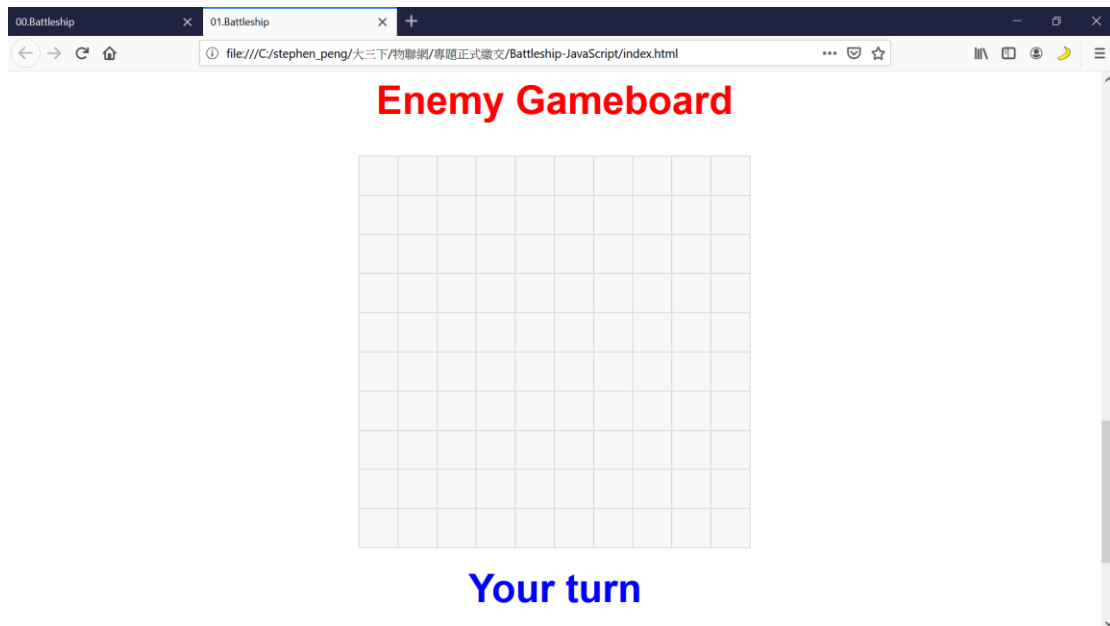 00.Battleship
01.Battleship
file:///C:/stephen_peng/大三下/物聯網/專題正式繳交/Battleship-JavaScript/index.html
Enemy Gameboard
Your turn